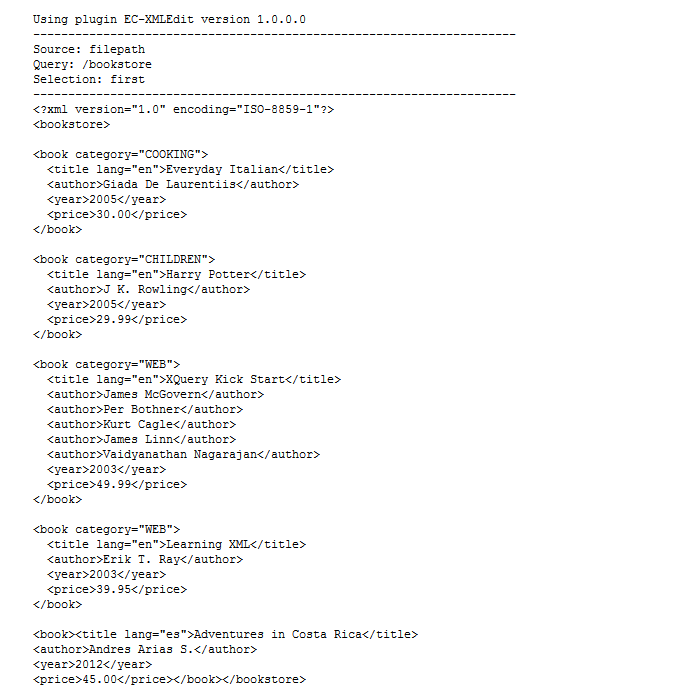 Using plugin EC-XMLEdit version 1.0.0.0
---------------------------------------------------------------------
Source: filepath
Query: /bookstore
Selection: first
---------------------------------------------------------------------
<?xml version="1.0" encoding="ISO-8859-1"?>
<bookstore>

<book category="COOKING">
  <title lang="en">Everyday Italian</title>
  <author>Giada De Laurentiis</author>
  <year>2005</year>
  <price>30.00</price>
</book>

<book category="CHILDREN">
  <title lang="en">Harry Potter</title>
  <author>J K. Rowling</author>
  <year>2005</year>
  <price>29.99</price>
</book>

<book category="WEB">
  <title lang="en">XQuery Kick Start</title>
  <author>James McGovern</author>
  <author>Per Bothner</author>
  <author>Kurt Cagle</author>
  <author>James Linn</author>
  <author>Vaidyanathan Nagarajan</author>
  <year>2003</year>
  <price>49.99</price>
</book>

<book category="WEB">
  <title lang="en">Learning XML</title>
  <author>Erik T. Ray</author>
  <year>2003</year>
  <price>39.95</price>
</book>

<book><title lang="es">Adventures in Costa Rica</title>
<author>Andres Arias S.</author>
<year>2012</year>
<price>45.00</price></book></bookstore>